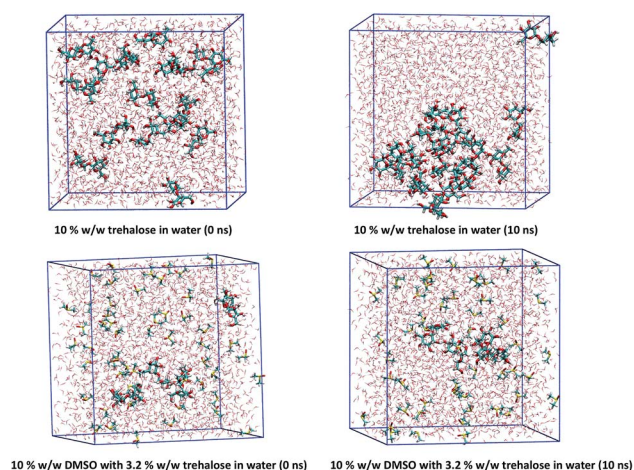 10 % w/w trehalose in water (0 ns)
10 % w/w trehalose in water (10 ns)
10 % w/w DMSO with 3.2 % w/w trehalose in water (0 ns)
10 % w/w DMSO with 3.2 % w/w trehalose in water (10 ns)